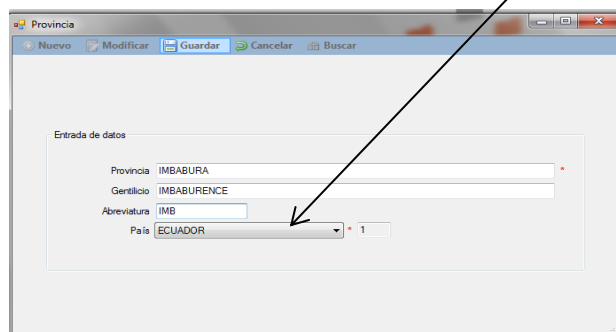 Provincia
Nuevo Modificar Guardar Cancelar Buscar
Entrada de datos
Provincia IMBABURA *
Gentilicio IMBABURENCE
Abreviatura IMB
País ECUADOR * 1